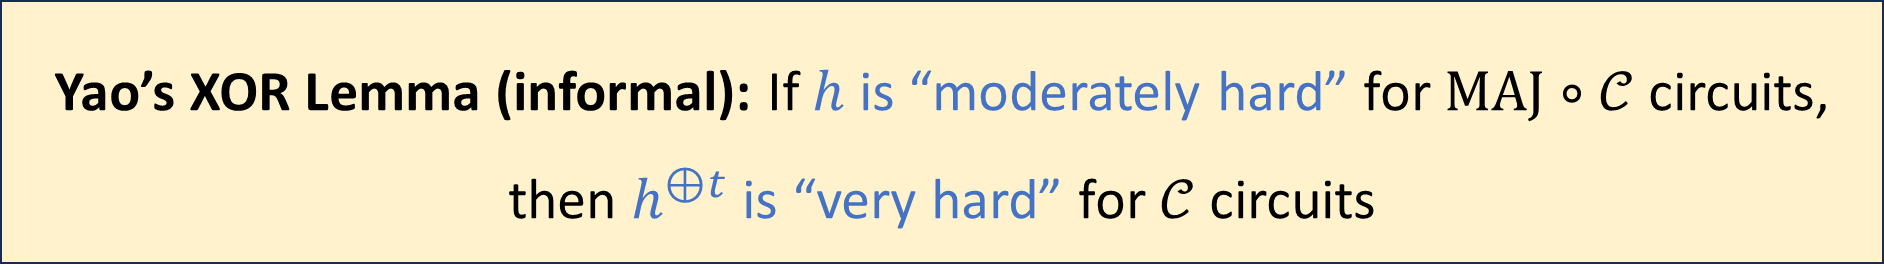 Yao’s XOR Lemma (informal): If ℎ is “moderately hard” for MAJ ∘ 𝒞 circuits,
then ℎ^{⊕𝑡} is “very hard” for 𝒞 circuits